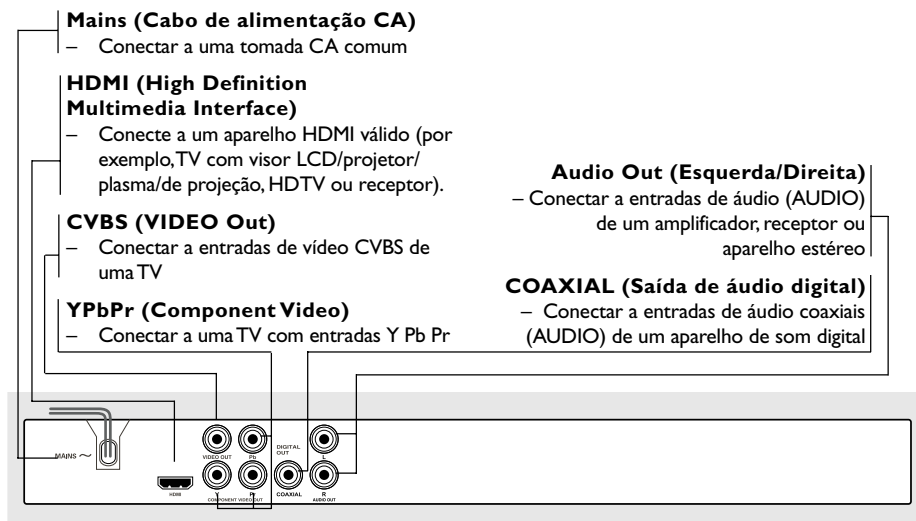 Mains (Cabo de alimentação CA)
– Conectar a uma tomada CA comum
HDMI (High Definition
Multimedia Interface)
– Conecte a um aparelho HDMI válido (por
exemplo, TV com visor LCD/projetor/
plasma/de projeção, HDTV ou receptor).
CVBS (VIDEO Out)
– Conectar a entradas de vídeo CVBS de
uma TV
YPbPr (Component Video)
– Conectar a uma TV com entradas Y Pb Pr
Audio Out (Esquerda/Direita)
– Conectar a entradas de áudio (AUDIO)
de um amplificador, receptor ou
aparelho estéreo
COAXIAL (Saída de áudio digital)
– Conectar a entradas de áudio coaxiais
(AUDIO) de um aparelho de som digital
MAINS ~
HDMI
VIDEO OUT
Pb
DIGITAL
OUT
L
Y
Pr
COMPONENT VIDEO OUT
COAXIAL
R
AUDIO OUT